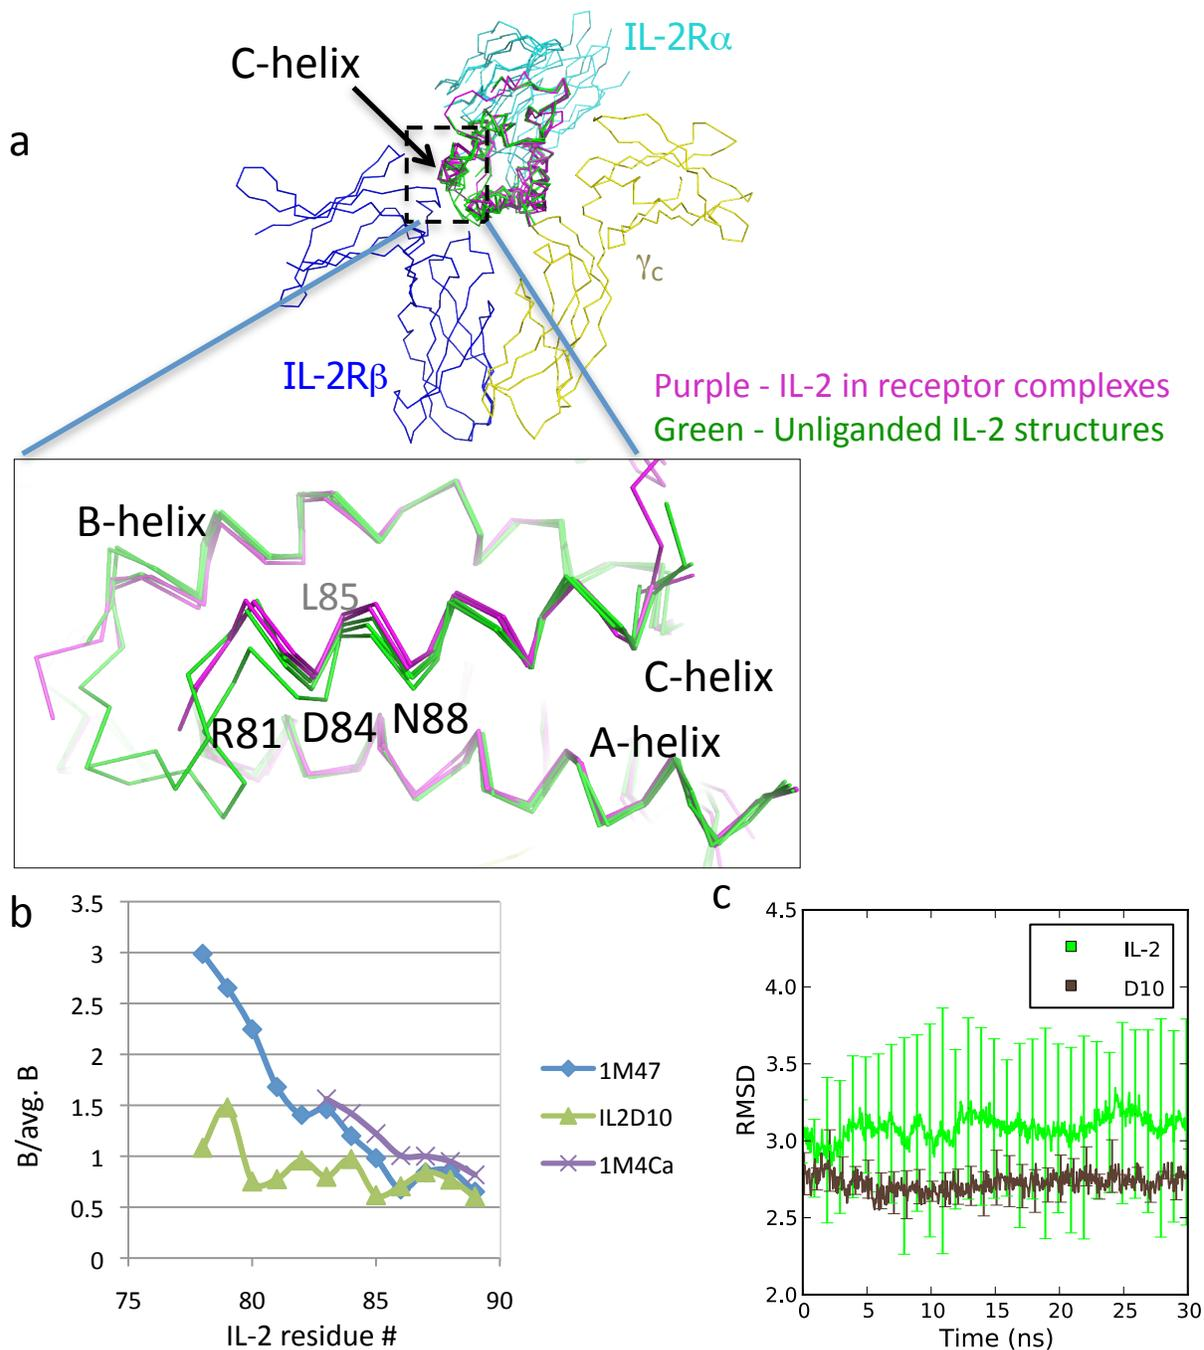 a
C-helix
IL-2Rα
γc
IL-2Rβ
Purple - IL-2 in receptor complexes
Green - Unliganded IL-2 structures
B-helix
L85
C-helix
R81 D84 N88
A-helix
b
3.5
3
2.5
2
1.5
1
0.5
0
B/avg. B
75 80 85 90
IL-2 residue #
1M47
IL2D10
1M4Ca
c
4.5
4.0
3.5
3.0
2.5
2.0
RMSD
IL-2
D10
0 5 10 15 20 25 30
Time (ns)